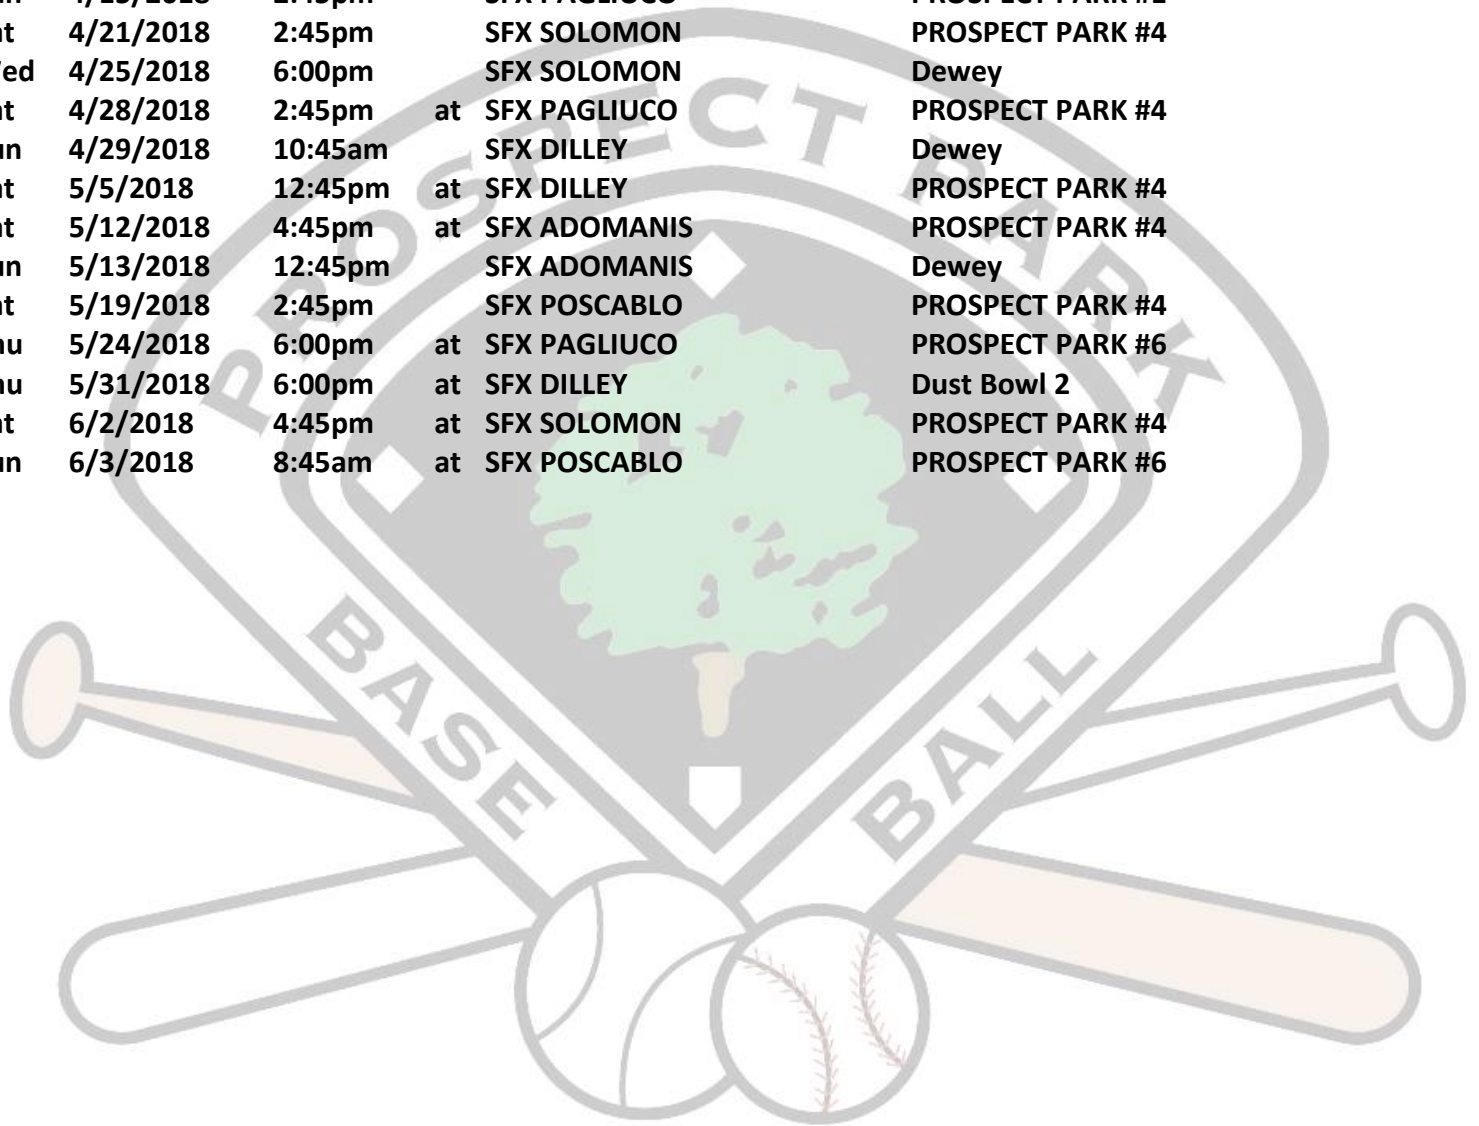 at 4/21/2018 2:45pm SFX SOLOMON PROSPECT PARK #4
ed 4/25/2018 6:00pm SFX SOLOMON Dewey
at 4/28/2018 2:45pm at SFX PAGLIUCO PROSPECT PARK #4
un 4/29/2018 10:45am SFX DILLEY Dewey
at 5/5/2018 12:45pm at SFX DILLEY PROSPECT PARK #4
at 5/12/2018 4:45pm at SFX ADOMANIS PROSPECT PARK #4
un 5/13/2018 12:45pm SFX ADOMANIS Dewey
at 5/19/2018 2:45pm SFX POSCABLO PROSPECT PARK #4
hu 5/24/2018 6:00pm at SFX PAGLIUCO PROSPECT PARK #6
hu 5/31/2018 6:00pm at SFX DILLEY Dust Bowl 2
at 6/2/2018 4:45pm at SFX SOLOMON PROSPECT PARK #4
un 6/3/2018 8:45am at SFX POSCABLO PROSPECT PARK #6
PROSPECT PARK
BASE BALL